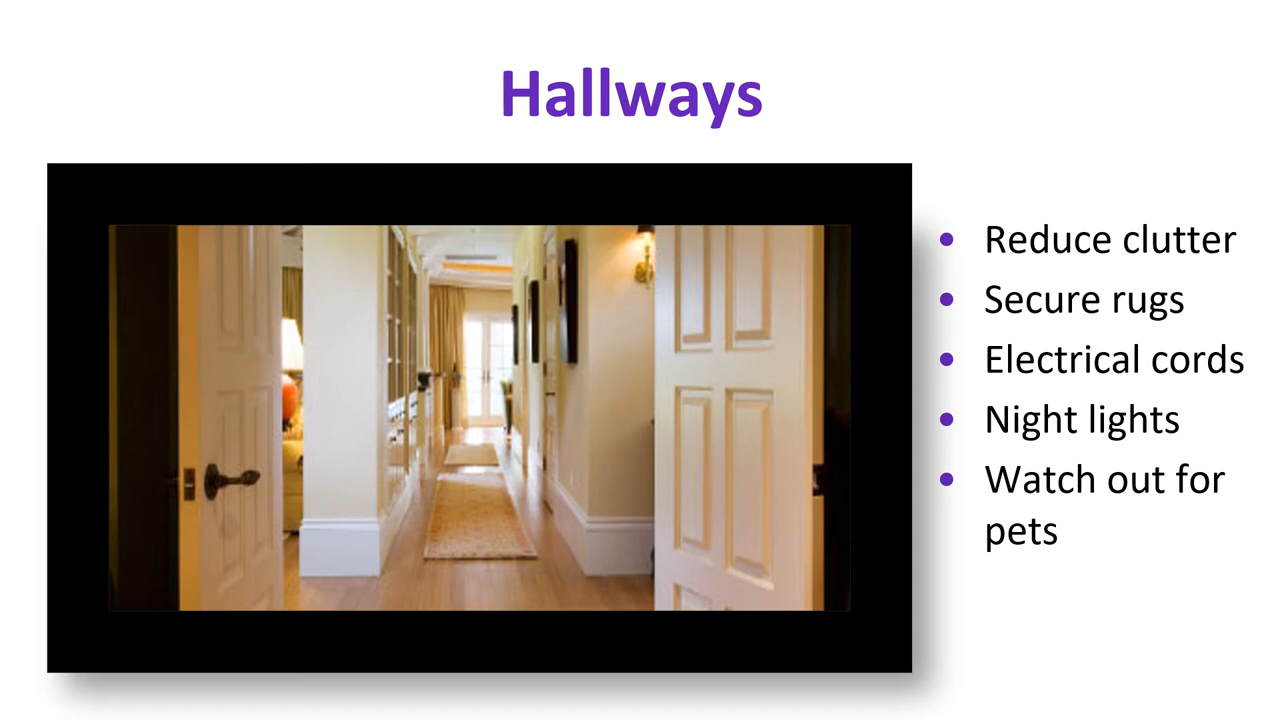 Hallways
• Reduce clutter
• Secure rugs
• Electrical cords
• Night lights
• Watch out for
pets